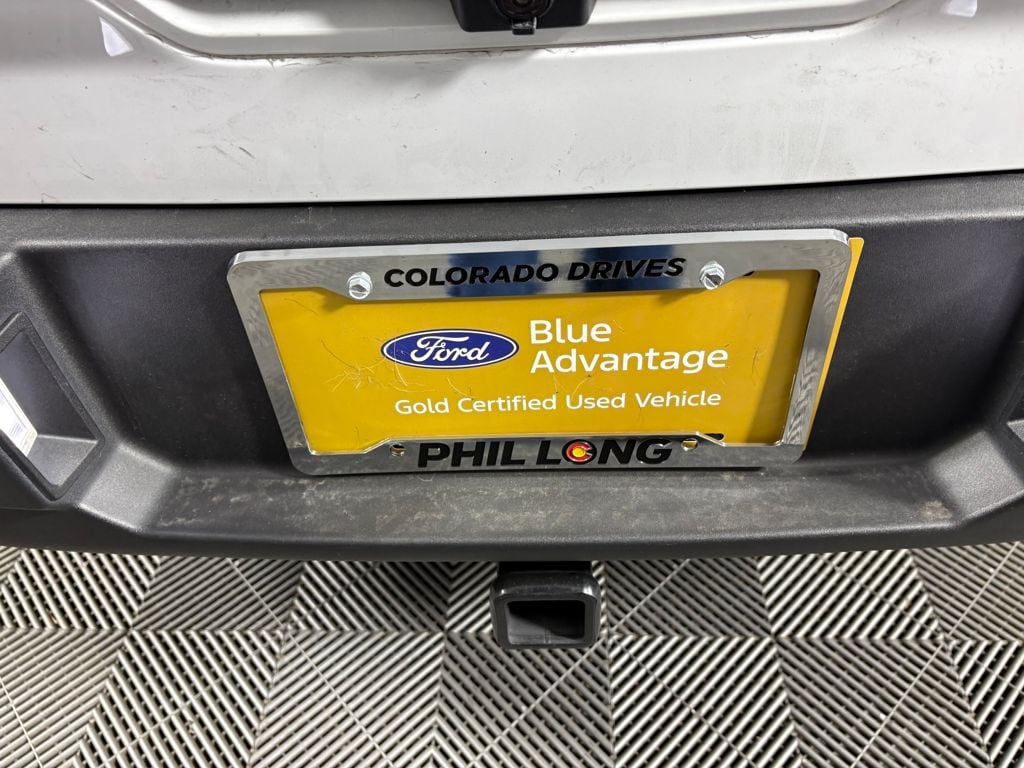 COLORADO DRIVES
Ford
Blue
Advantage
Gold Certified Used Vehicle
PHIL LONG